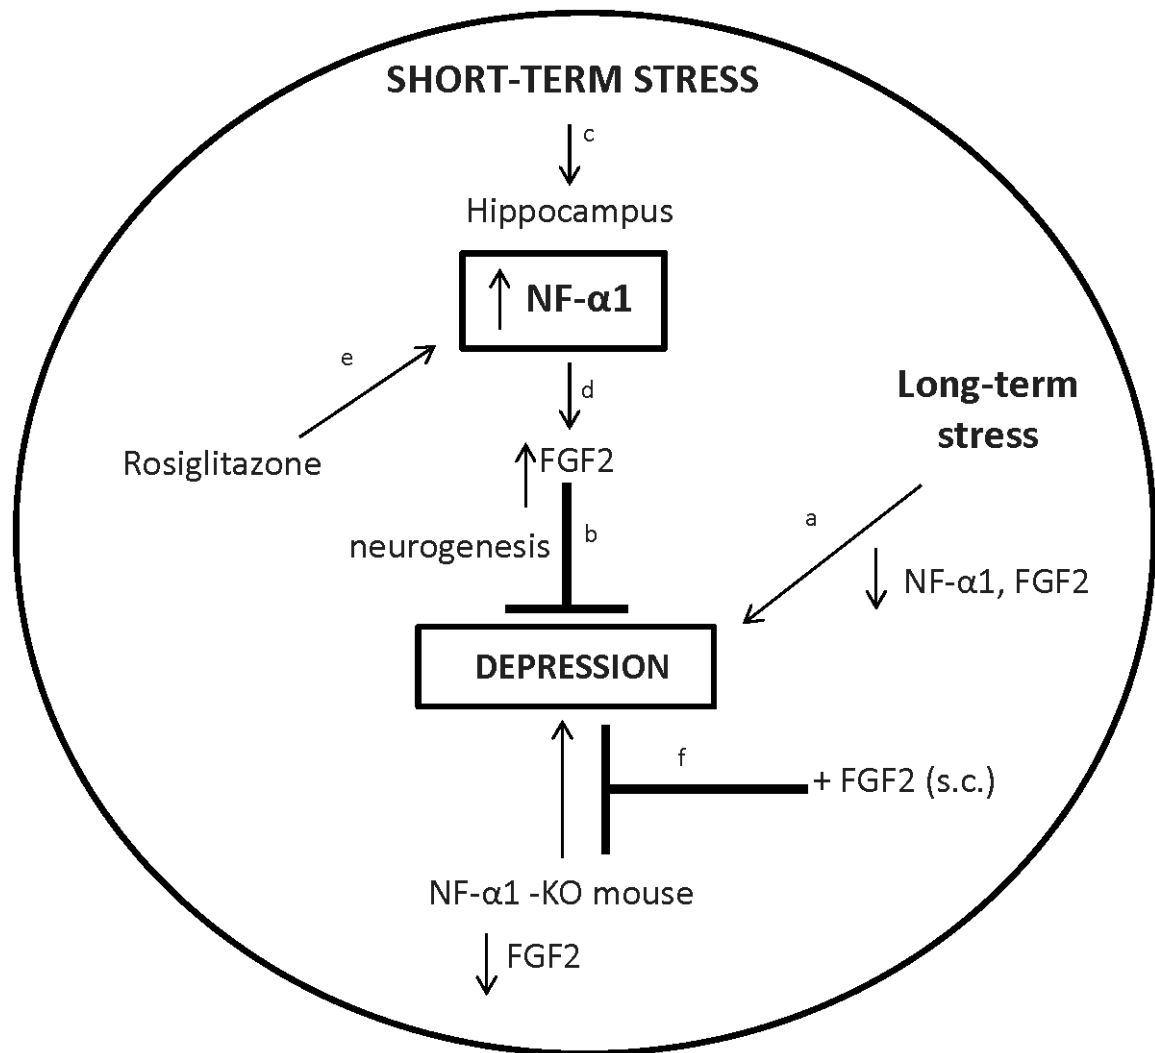 SHORT-TERM STRESS
c
Hippocampus
NF-α1
e
d
Long-term
stress
Rosiglitazone
FGF2
a
neurogenesis
b
NF-α1, FGF2
DEPRESSION
f
+ FGF2 (s.c.)
NF-α1 -KO mouse
FGF2